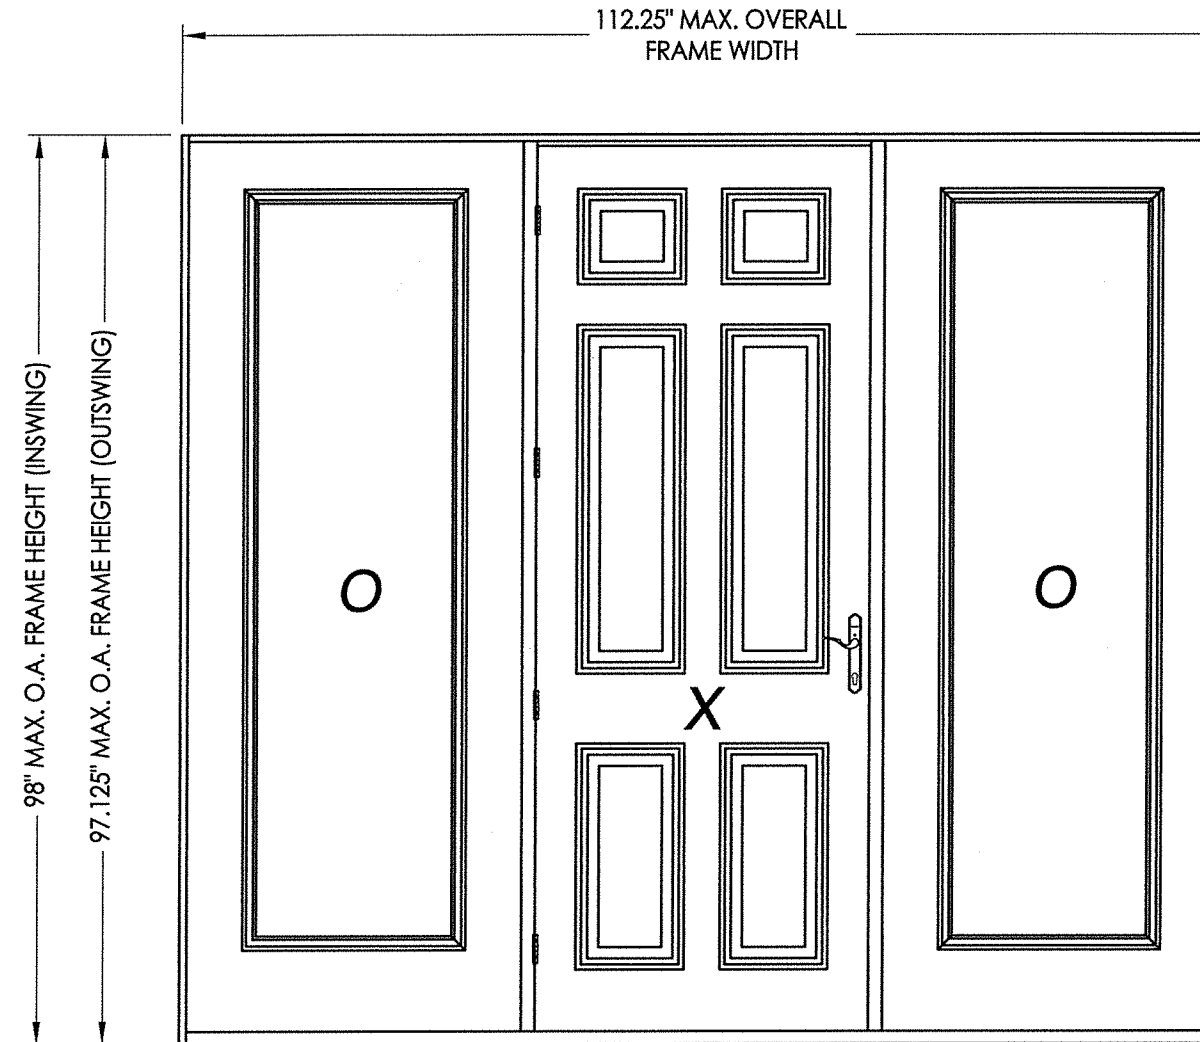 112.25" MAX. OVERALL
FRAME WIDTH
98" MAX. O.A. FRAME HEIGHT (INSWING)
97.125" MAX. O.A. FRAME HEIGHT (OUTSWING)
O
X
O